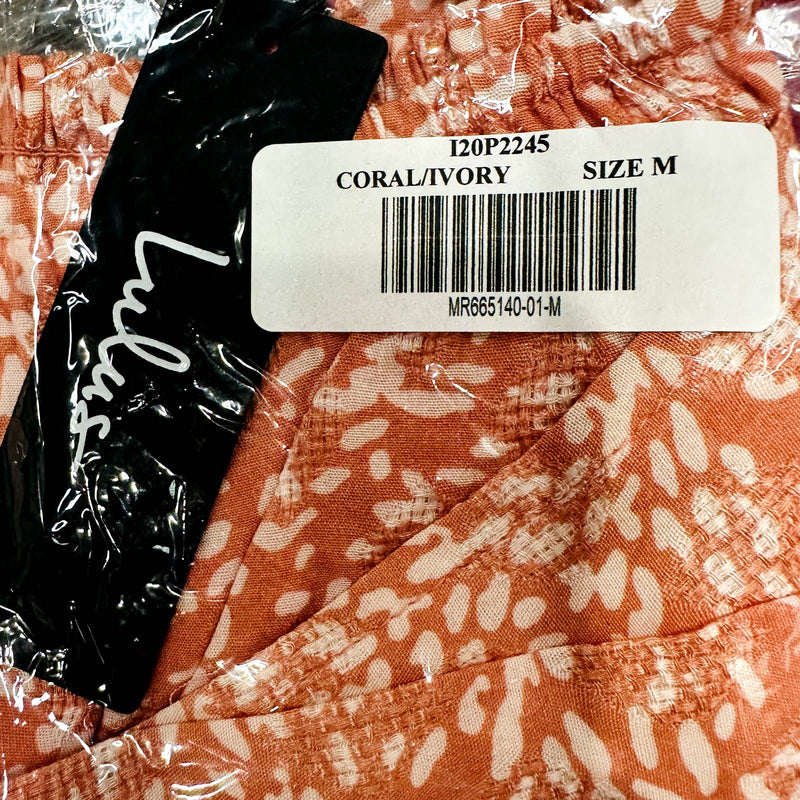 I20P2245
CORAL/IVORY SIZE M
MR665140-01-M
Lulus